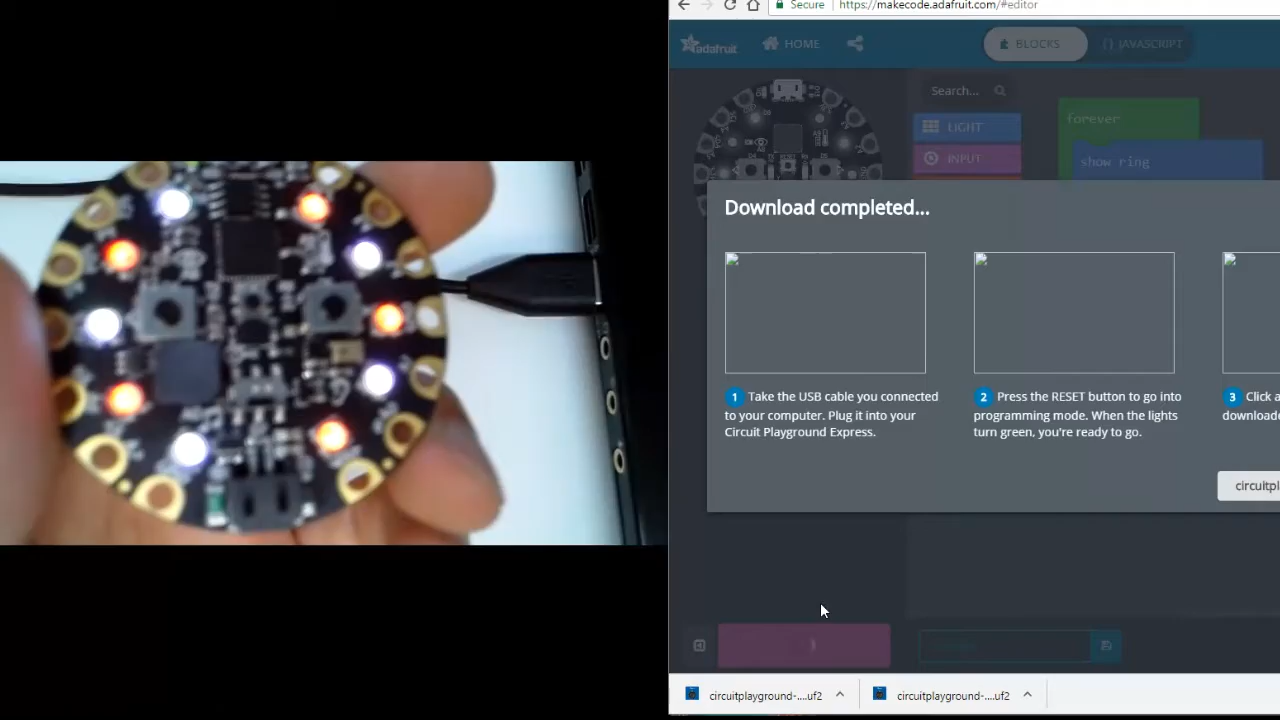 Secure https://makecode.adafruit.com/#editor
adafruit HOME BLOCKS {} JAVASCRIPT
Search...
LIGHT
INPUT
forever
show ring
Download completed...
1 Take the USB cable you connected
to your computer. Plug it into your
Circuit Playground Express.
2 Press the RESET button to go into
programming mode. When the lights
turn green, you're ready to go.
3 Click a
downloade
circuitpl
circuitplayground-....uf2
circuitplayground-....uf2